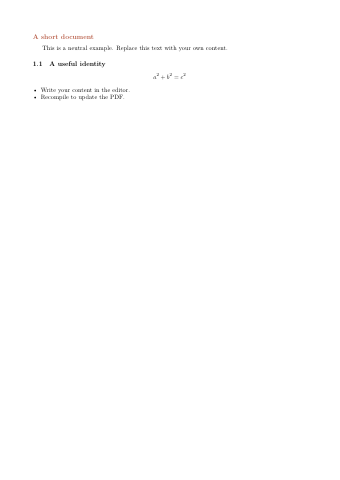 A short document
This is a neutral example. Replace this text with your own content.
1.1 A useful identity
a² + b² = c²
• Write your content in the editor.
• Recompile to update the PDF.